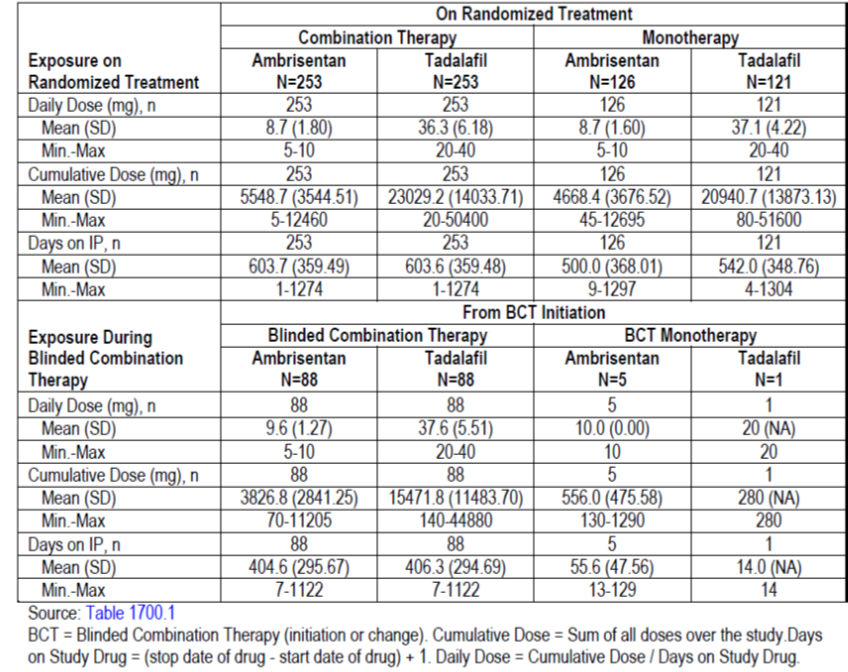 On Randomized Treatment
Combination Therapy Monotherapy
Exposure on Ambrisentan Tadalafil Ambrisentan Tadalafil
Randomized Treatment N=253 N=253 N=126 N=121
Daily Dose (mg), n 253 253 126 121
Mean (SD) 8.7 (1.80) 36.3 (6.18) 8.7 (1.60) 37.1 (4.22)
Min.-Max 5-10 20-40 5-10 20-40
Cumulative Dose (mg), n 253 253 126 121
Mean (SD) 5548.7 (3544.51) 23029.2 (14033.71) 4668.4 (3676.52) 20940.7 (13873.13)
Min.-Max 5-12460 20-50400 45-12695 80-51600
Days on IP, n 253 253 126 121
Mean (SD) 603.7 (359.49) 603.6 (359.48) 500.0 (368.01) 542.0 (348.76)
Min.-Max 1-1274 1-1274 9-1297 4-1304
From BCT Initiation
Exposure During Blinded Combination Therapy BCT Monotherapy
Blinded Combination Ambrisentan Tadalafil Ambrisentan Tadalafil
Therapy N=88 N=88 N=5 N=1
Daily Dose (mg), n 88 88 5 1
Mean (SD) 9.6 (1.27) 37.6 (5.51) 10.0 (0.00) 20 (NA)
Min.-Max 5-10 20-40 10 20
Cumulative Dose (mg), n 88 88 5 1
Mean (SD) 3826.8 (2841.25) 15471.8 (11483.70) 556.0 (475.58) 280 (NA)
Min.-Max 70-11205 140-44880 130-1290 280
Days on IP, n 88 88 5 1
Mean (SD) 404.6 (295.67) 406.3 (294.69) 55.6 (47.56) 14.0 (NA)
Min.-Max 7-1122 7-1122 13-129 14
Source: Table 1700.1
BCT = Blinded Combination Therapy (initiation or change). Cumulative Dose = Sum of all doses over the study.Days
on Study Drug = (stop date of drug - start date of drug) + 1. Daily Dose = Cumulative Dose / Days on Study Drug.